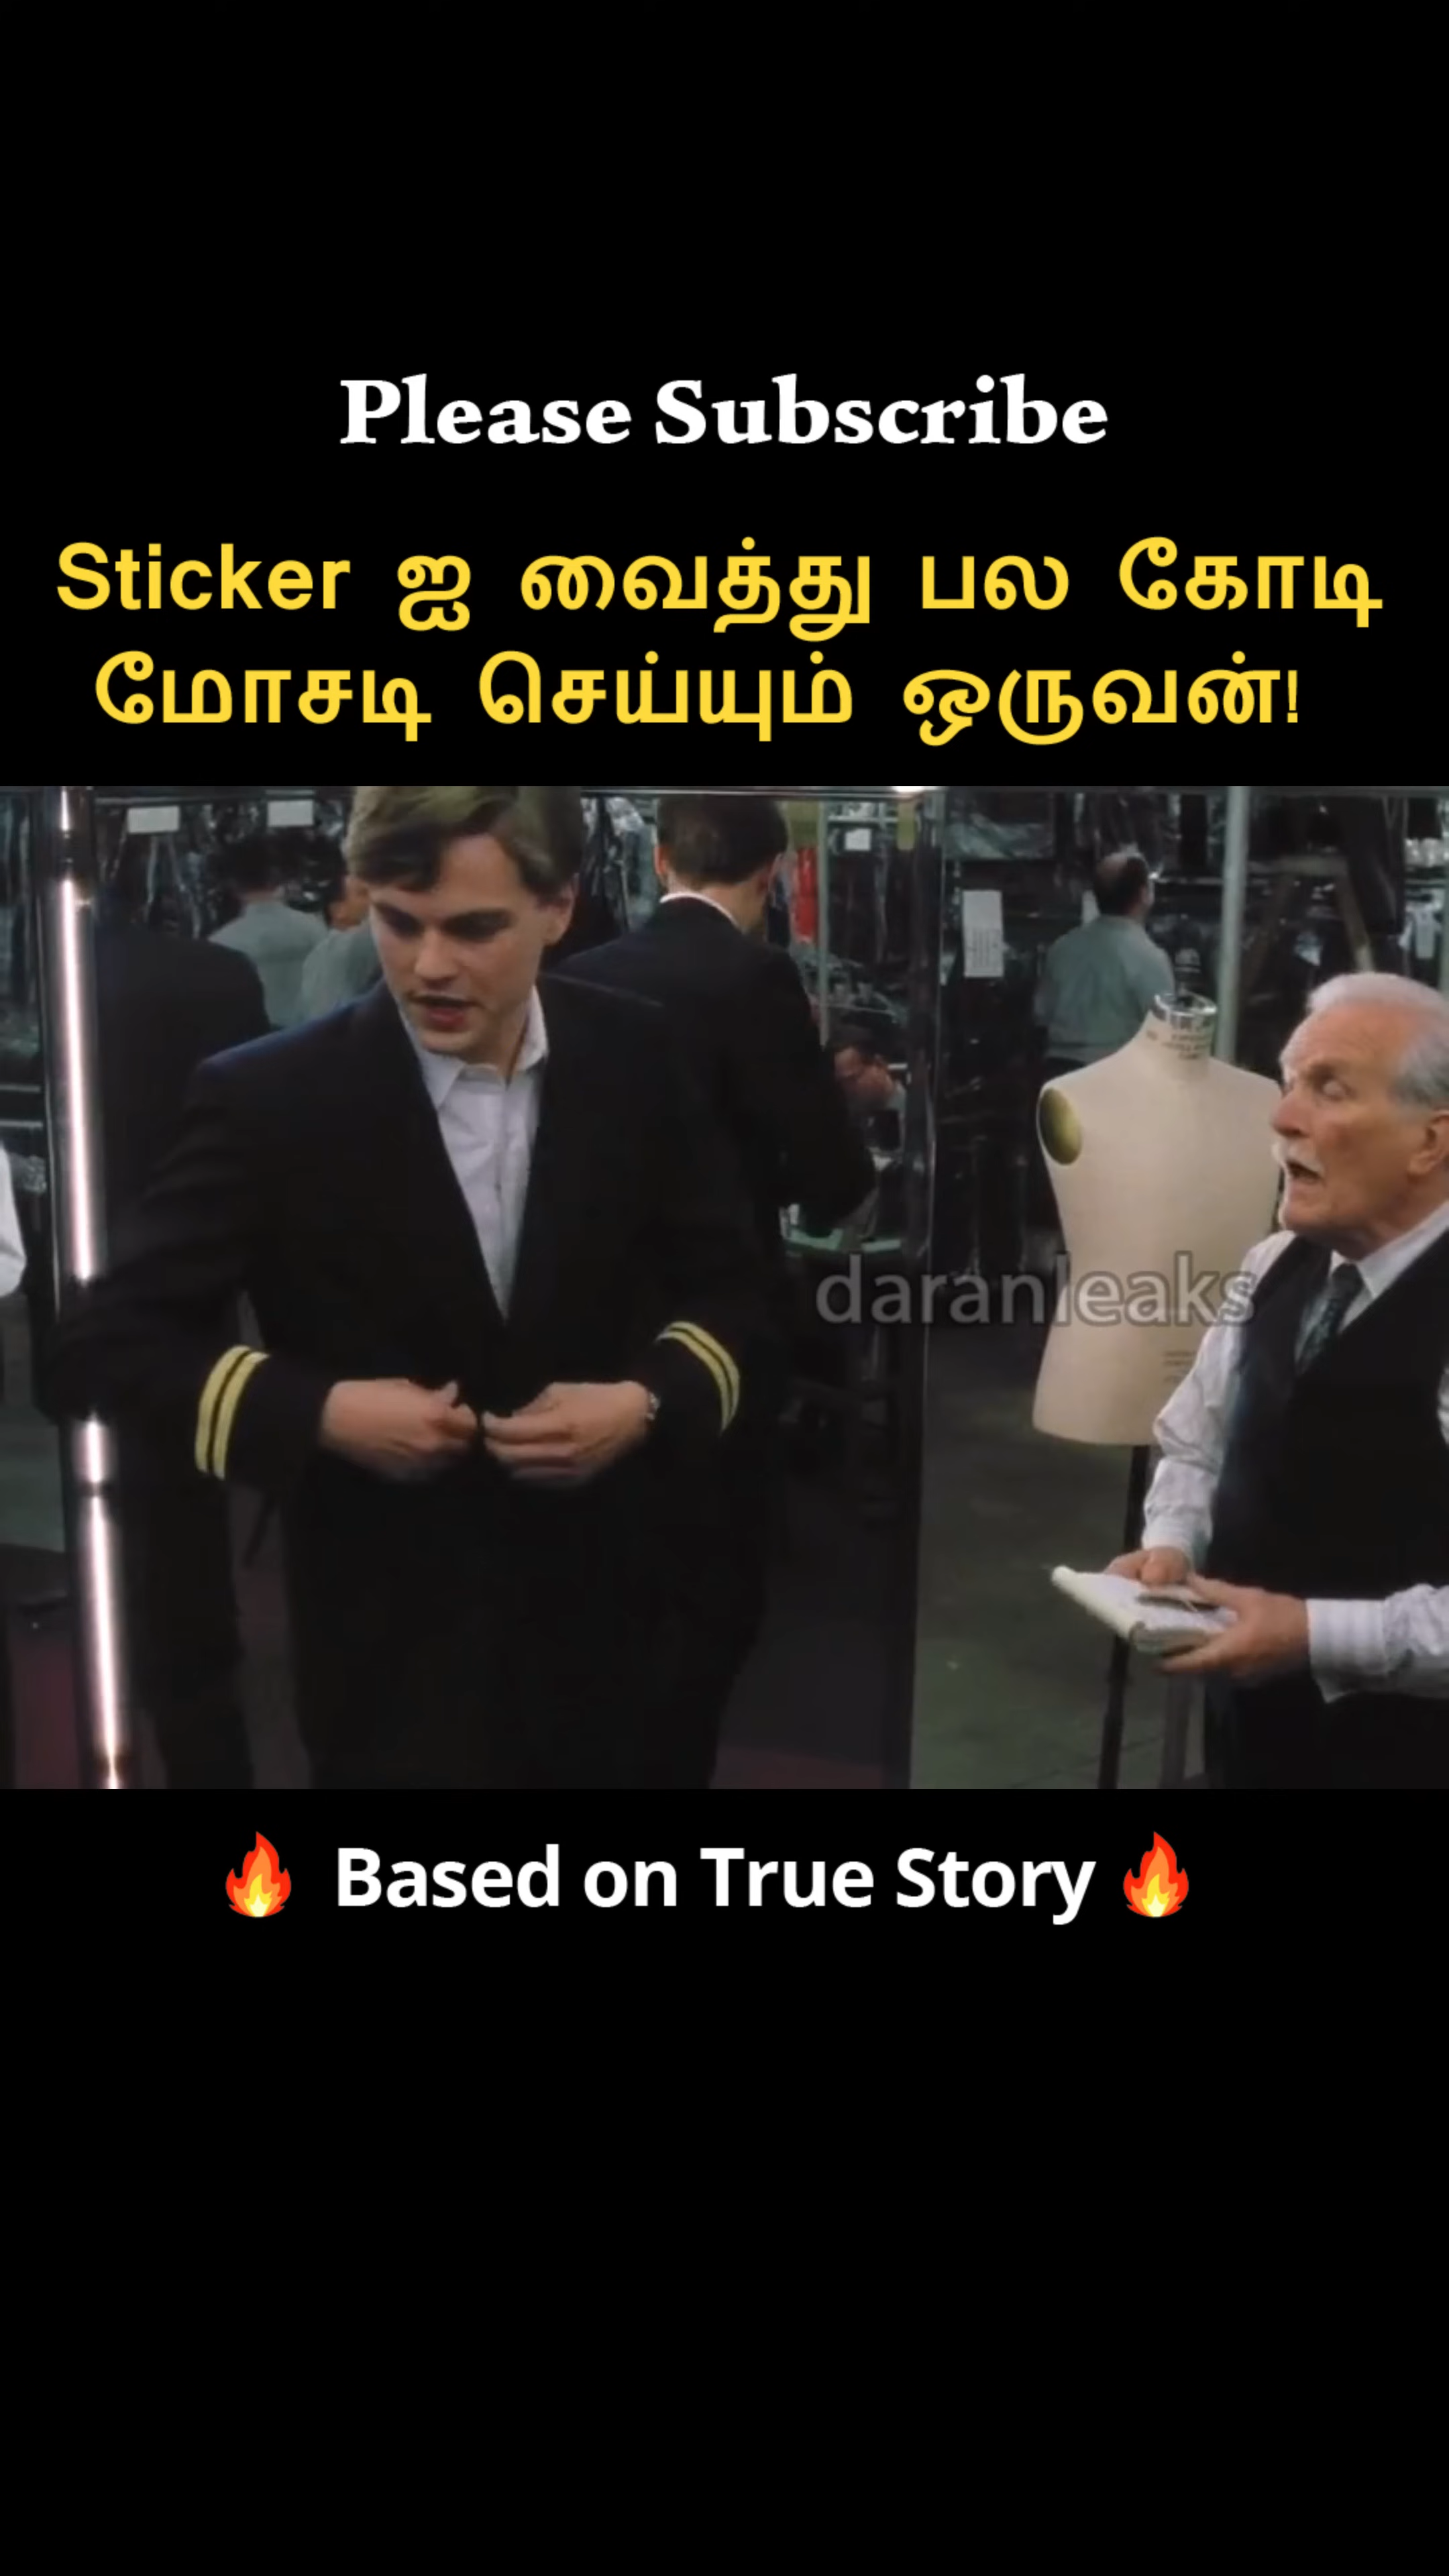 Please Subscribe
Sticker ஐ வைத்து பல கோடி
மோசடி செய்யும் ஒருவன்!
daranleaks
🔥 Based on True Story 🔥